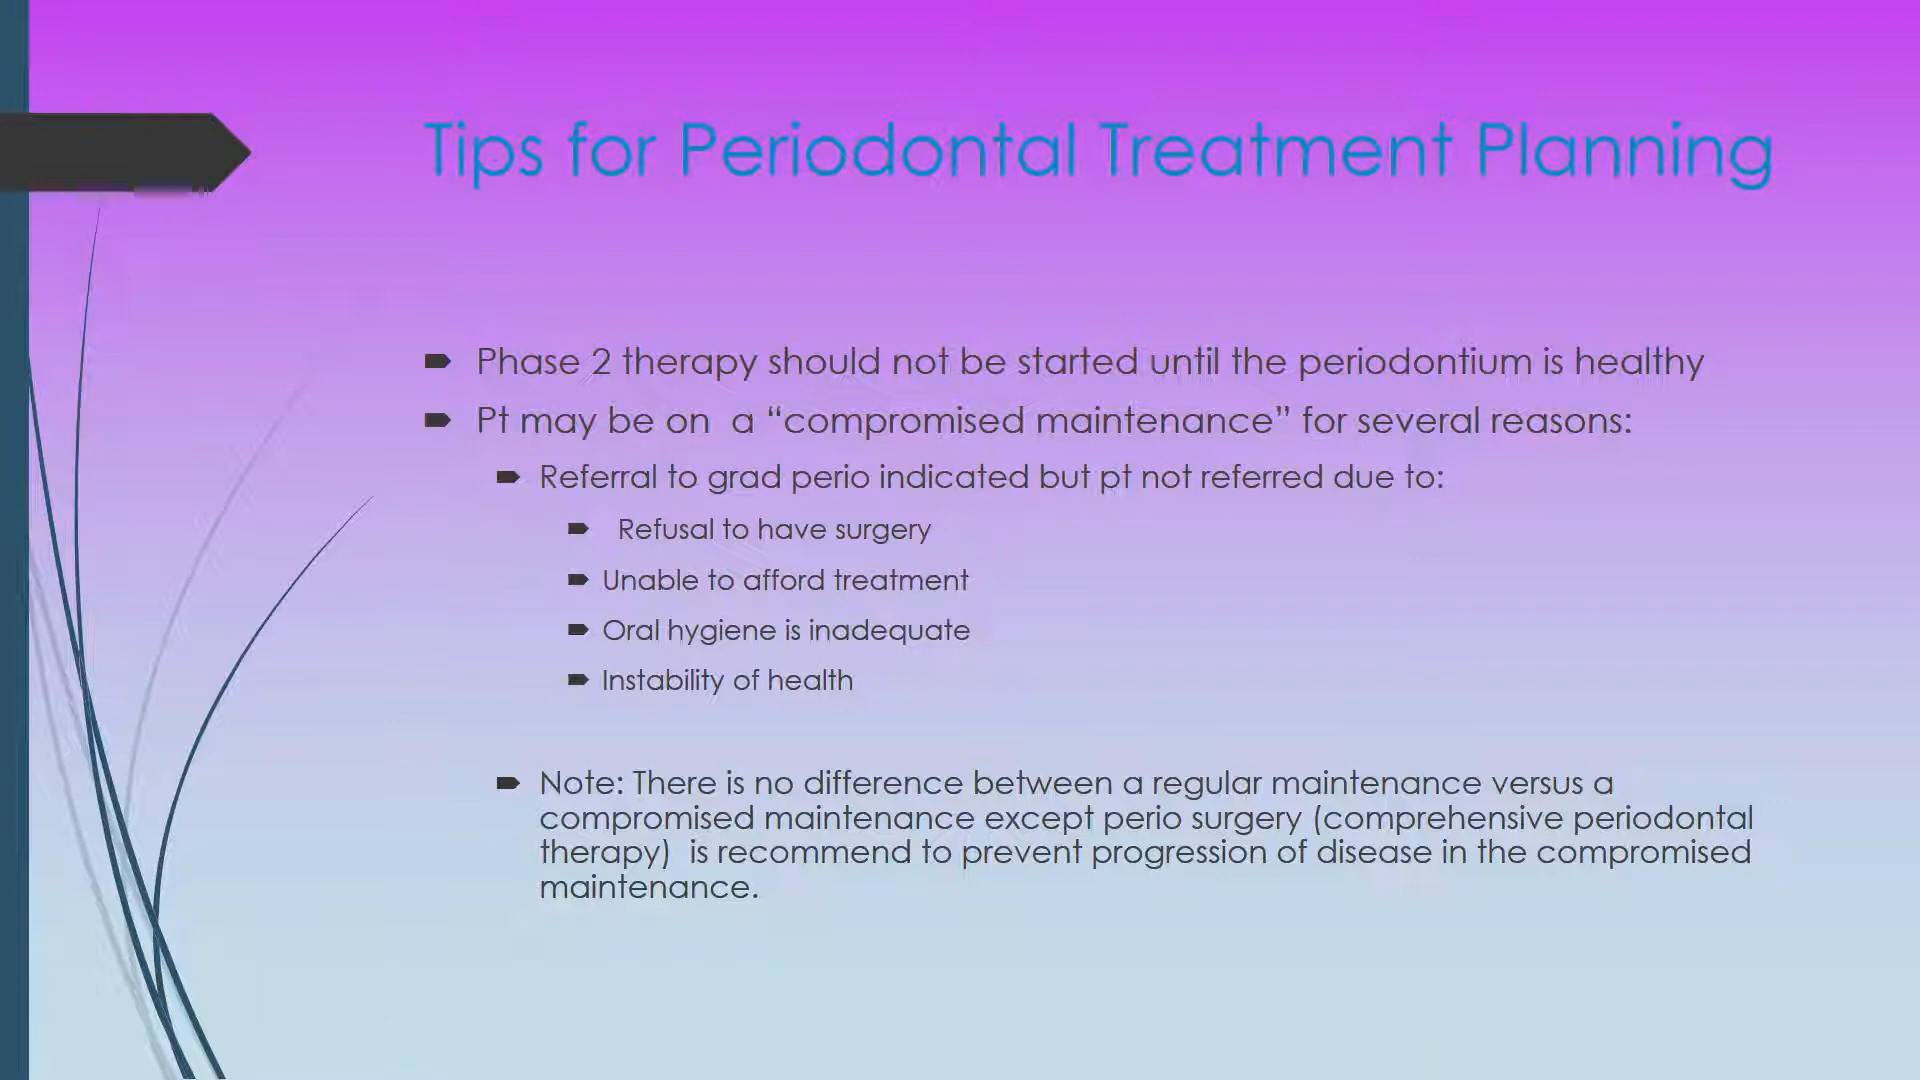 Tips for Periodontal Treatment Planning
Phase 2 therapy should not be started until the periodontium is healthy
Pt may be on a “compromised maintenance” for several reasons:
Referral to grad perio indicated but pt not referred due to:
Refusal to have surgery
Unable to afford treatment
Oral hygiene is inadequate
Instability of health
Note: There is no difference between a regular maintenance versus a
compromised maintenance except perio surgery (comprehensive periodontal
therapy) is recommend to prevent progression of disease in the compromised
maintenance.